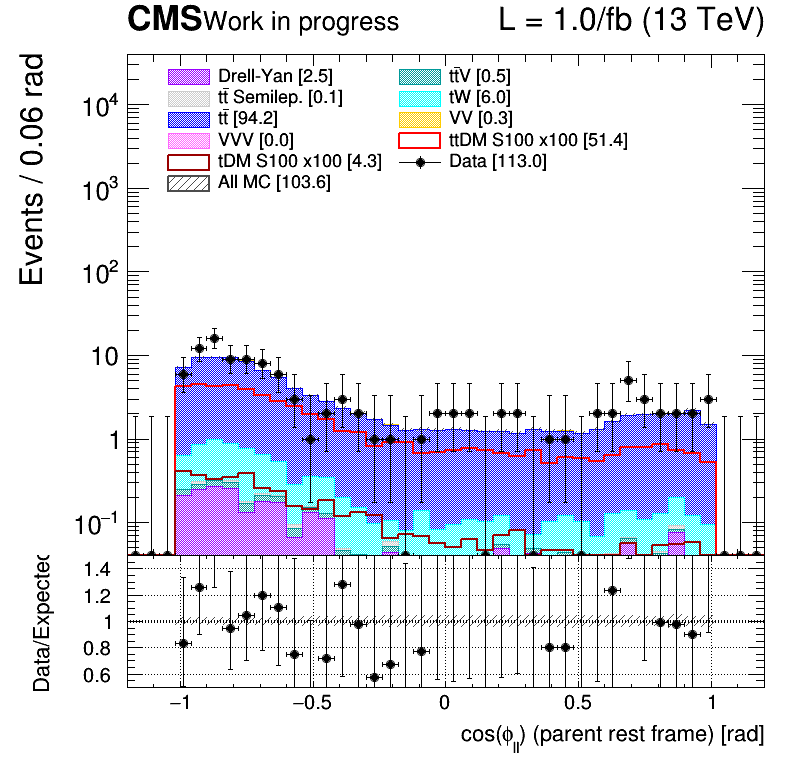 CMS Work in progress L = 1.0/fb (13 TeV)
Events / 0.06 rad
Drell-Yan [2.5] tt̄V [0.5]
tt̄ Semilep. [0.1] tW [6.0]
tt̄ [94.2] VV [0.3]
VVV [0.0] ttDM S100 x100 [51.4]
tDM S100 x100 [4.3] Data [113.0]
All MC [103.6]
10⁴
10³
10²
10
1
10⁻¹
Data/Expected
1.4
1.2
1
0.8
0.6
−1 −0.5 0 0.5 1
cos(ϕ_ll) (parent rest frame) [rad]